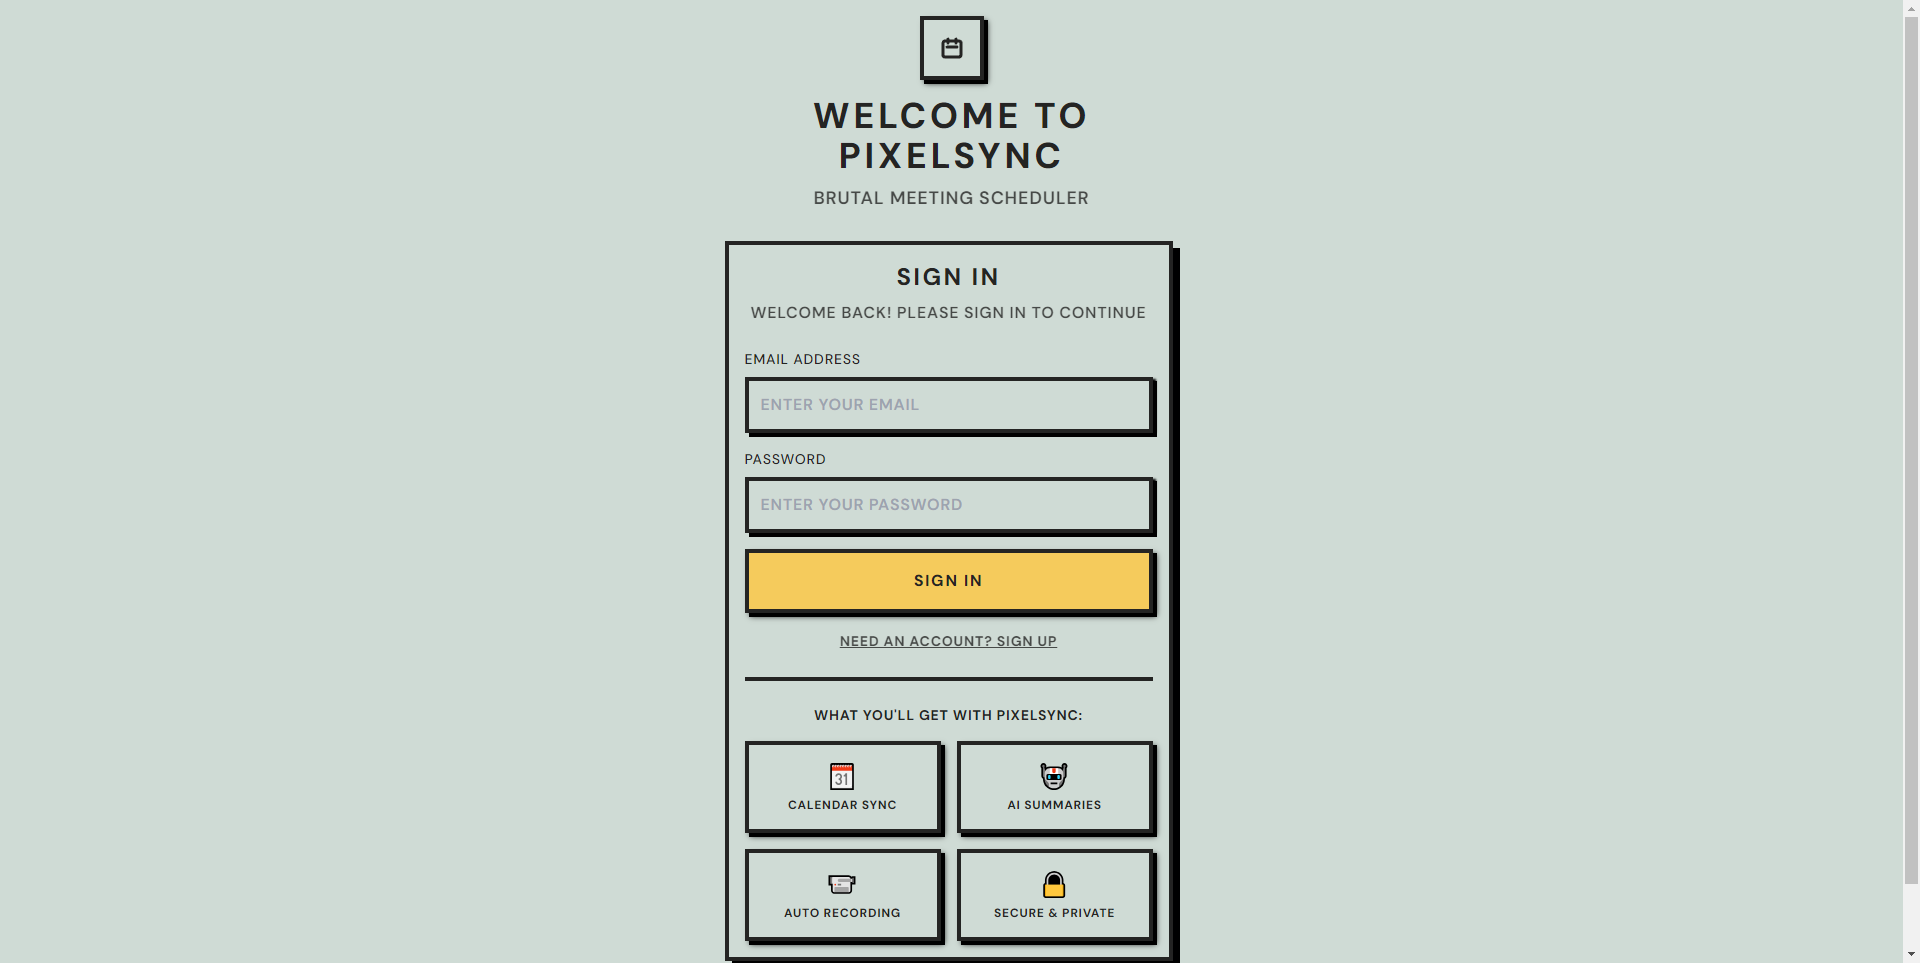 WELCOME TO
PIXELSYNC
BRUTAL MEETING SCHEDULER
SIGN IN
WELCOME BACK! PLEASE SIGN IN TO CONTINUE
EMAIL ADDRESS
ENTER YOUR EMAIL
PASSWORD
ENTER YOUR PASSWORD
SIGN IN
NEED AN ACCOUNT? SIGN UP
WHAT YOU'LL GET WITH PIXELSYNC:
31
CALENDAR SYNC
AI SUMMARIES
AUTO RECORDING
SECURE & PRIVATE